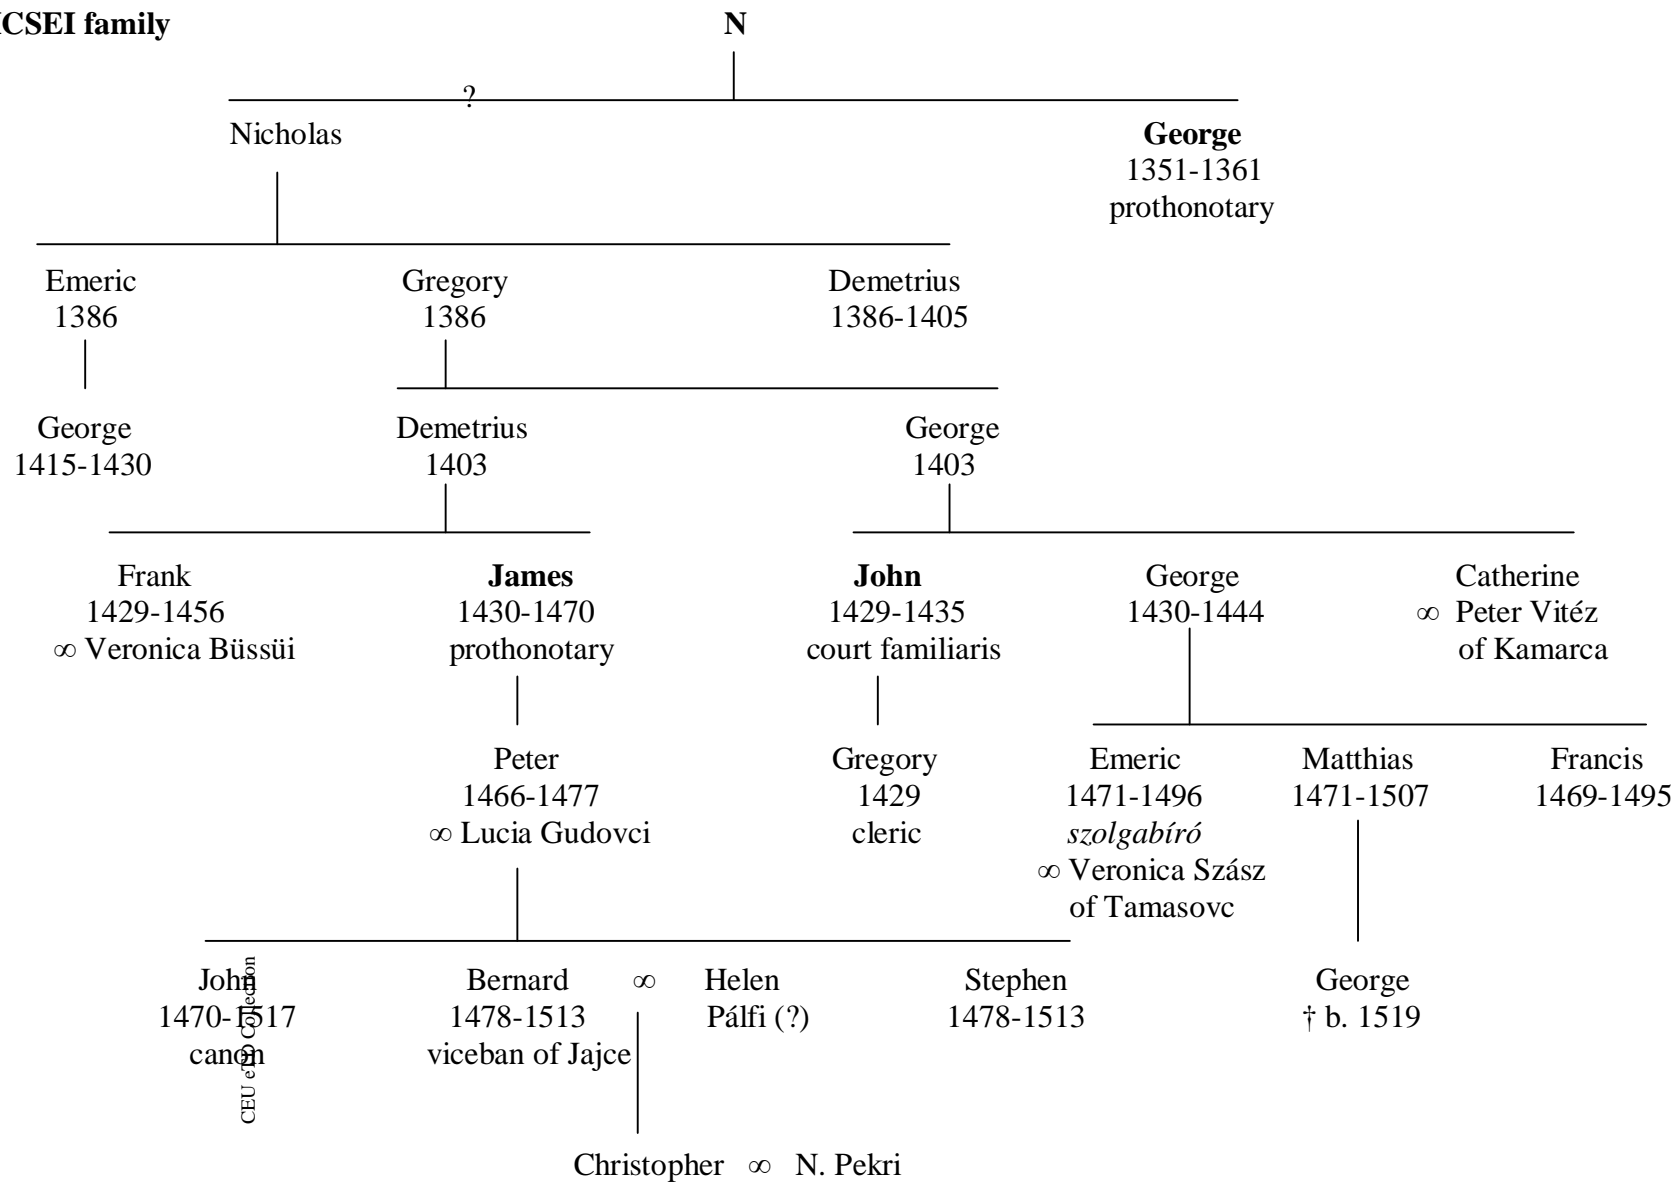 CSEI family
N
?
Nicholas
George
1351-1361
prothonotary
Emeric
1386
Gregory
1386
Demetrius
1386-1405
George
1415-1430
Demetrius
1403
George
1403
Frank
1429-1456
∞ Veronica Büssüi
James
1430-1470
prothonotary
John
1429-1435
court familiaris
George
1430-1444
Catherine
∞ Peter Vitéz
of Kamarca
Peter
1466-1477
∞ Lucia Gudovci
Gregory
1429
cleric
Emeric
1471-1496
szolgabíró
∞ Veronica Szász
of Tamasovc
Matthias
1471-1507
Francis
1469-1495
John
1470-1517
canon
Bernard
1478-1513
viceban of Jajce
∞
Helen
Pálfi (?)
Stephen
1478-1513
George
† b. 1519
Christopher ∞ N. Pekri
CEU eTD Collection